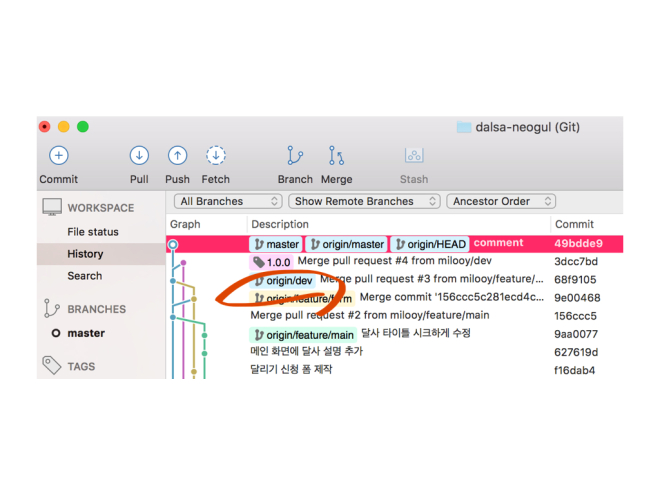 dalsa-neogul (Git)
Commit Pull Push Fetch Branch Merge Stash
All Branches Show Remote Branches Ancestor Order
WORKSPACE
File status
History
Search
BRANCHES
master
TAGS
Graph Description Commit
master origin/master origin/HEAD comment 49bdde9
1.0.0 Merge pull request #4 from milooy/dev 3dcc7bd
origin/dev Merge pull request #3 from milooy/feature/... 68f9105
origin/feature/form Merge commit '156ccc5c281ecd4c... 9e00468
Merge pull request #2 from milooy/feature/main 156ccc5
origin/feature/main 달사 타이틀 시크하게 수정 9aa0077
메인 화면에 달사 설명 추가 627619d
달리기 신청 폼 제작 f16dab4